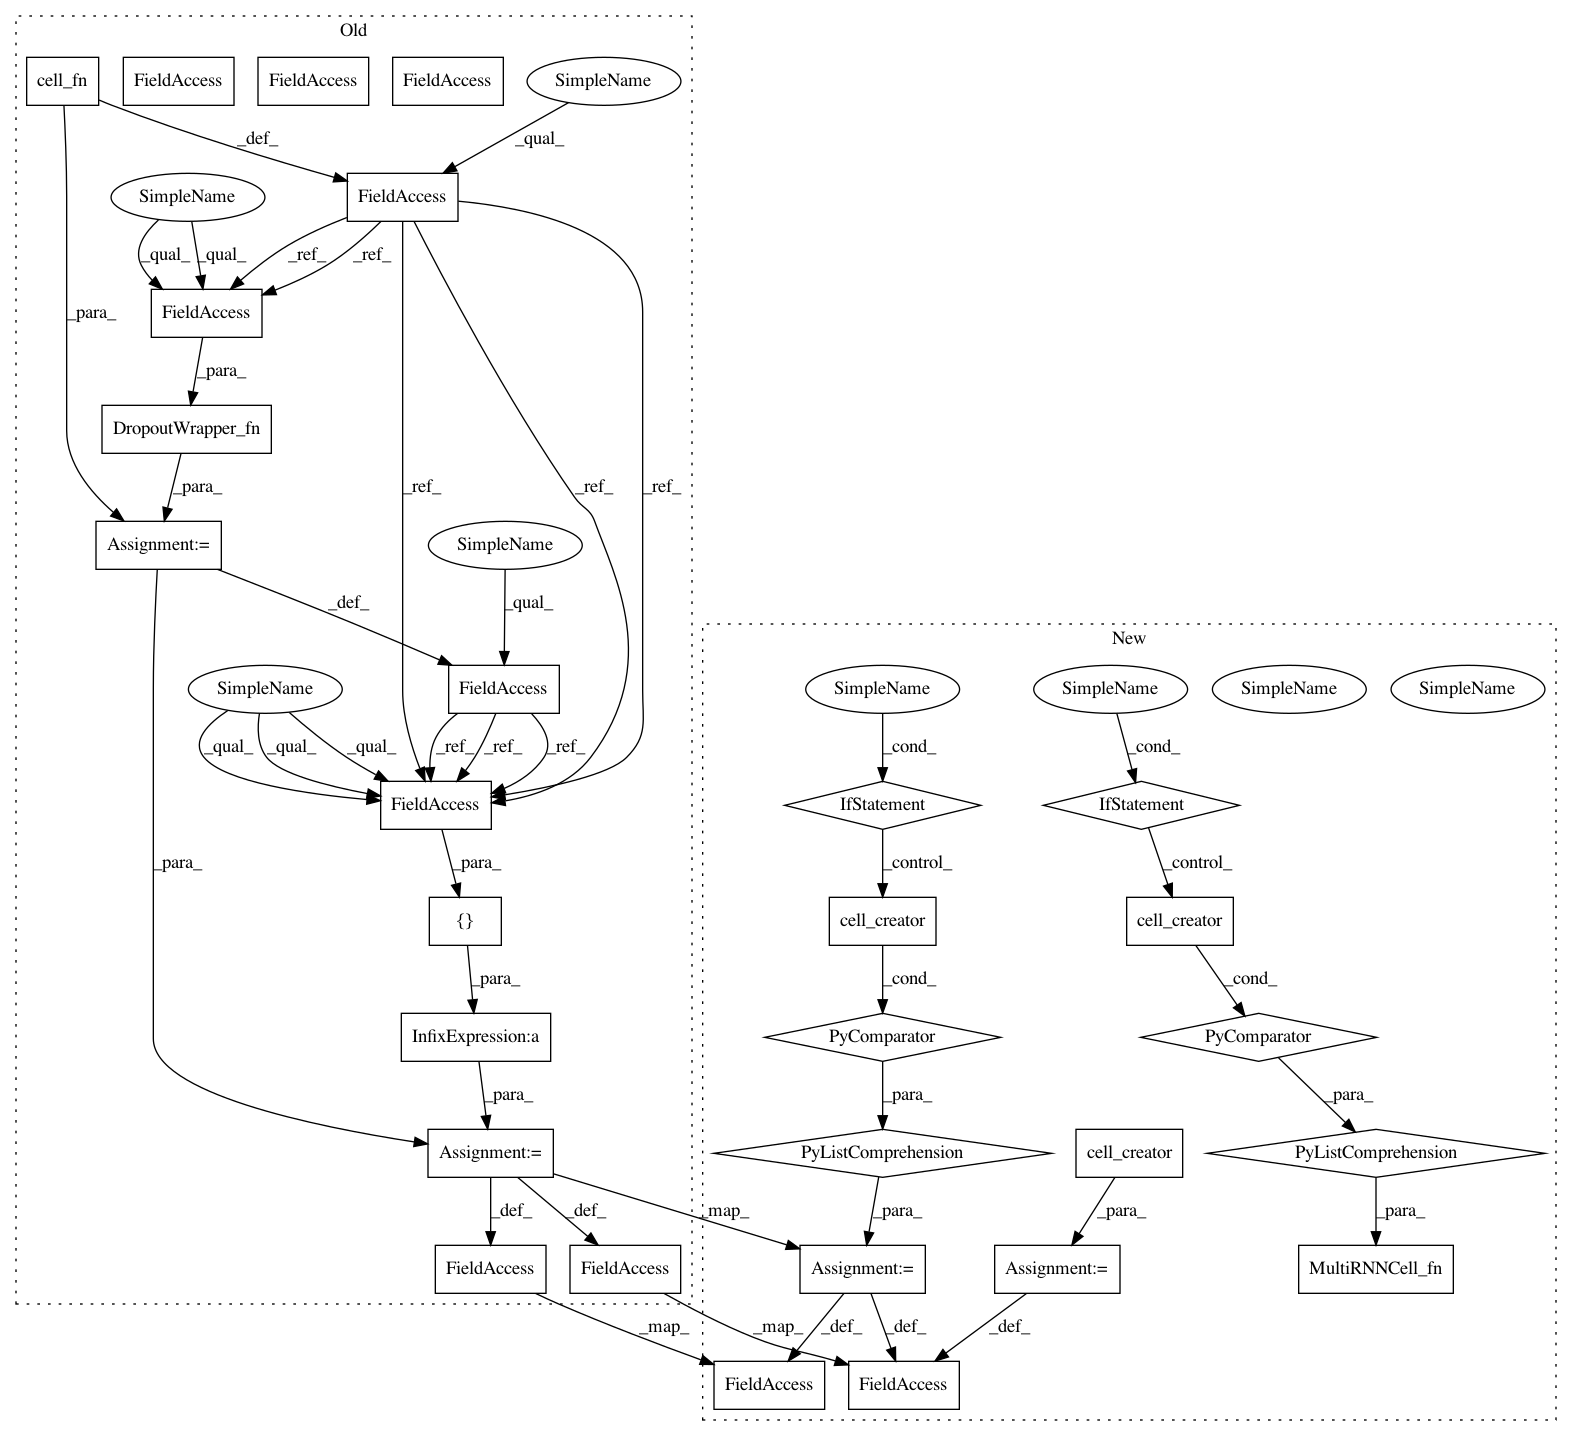 Old
cell_fn
FieldAccess
FieldAccess
FieldAccess
SimpleName
_def_
_qual_
SimpleName
FieldAccess
_qual_
_qual_
_ref_
_ref_
FieldAccess
_para_
_para_
DropoutWrapper_fn
_para_
_ref_
_ref_
_ref_
Assignment:=
SimpleName
_def_
_qual_
New
SimpleName
FieldAccess
SimpleName
SimpleName
SimpleName
SimpleName
_qual_
_qual_
_qual_
_ref_
_ref_
_ref_
_cond_
_cond_
FieldAccess
IfStatement
IfStatement
_para_
_para_
_control_
_control_
{}
cell_creator
cell_creator
_para_
_cond_
_cond_
InfixExpression:a
PyComparator
PyComparator
_para_
_para_
_para_
Assignment:=
PyListComprehension
cell_creator
PyListComprehension
_def_
_def_
_map_
_para_
_para_
_para_
FieldAccess
FieldAccess
Assignment:=
Assignment:=
MultiRNNCell_fn
_map_
_map_
_def_
_def_
_def_
FieldAccess
FieldAccess